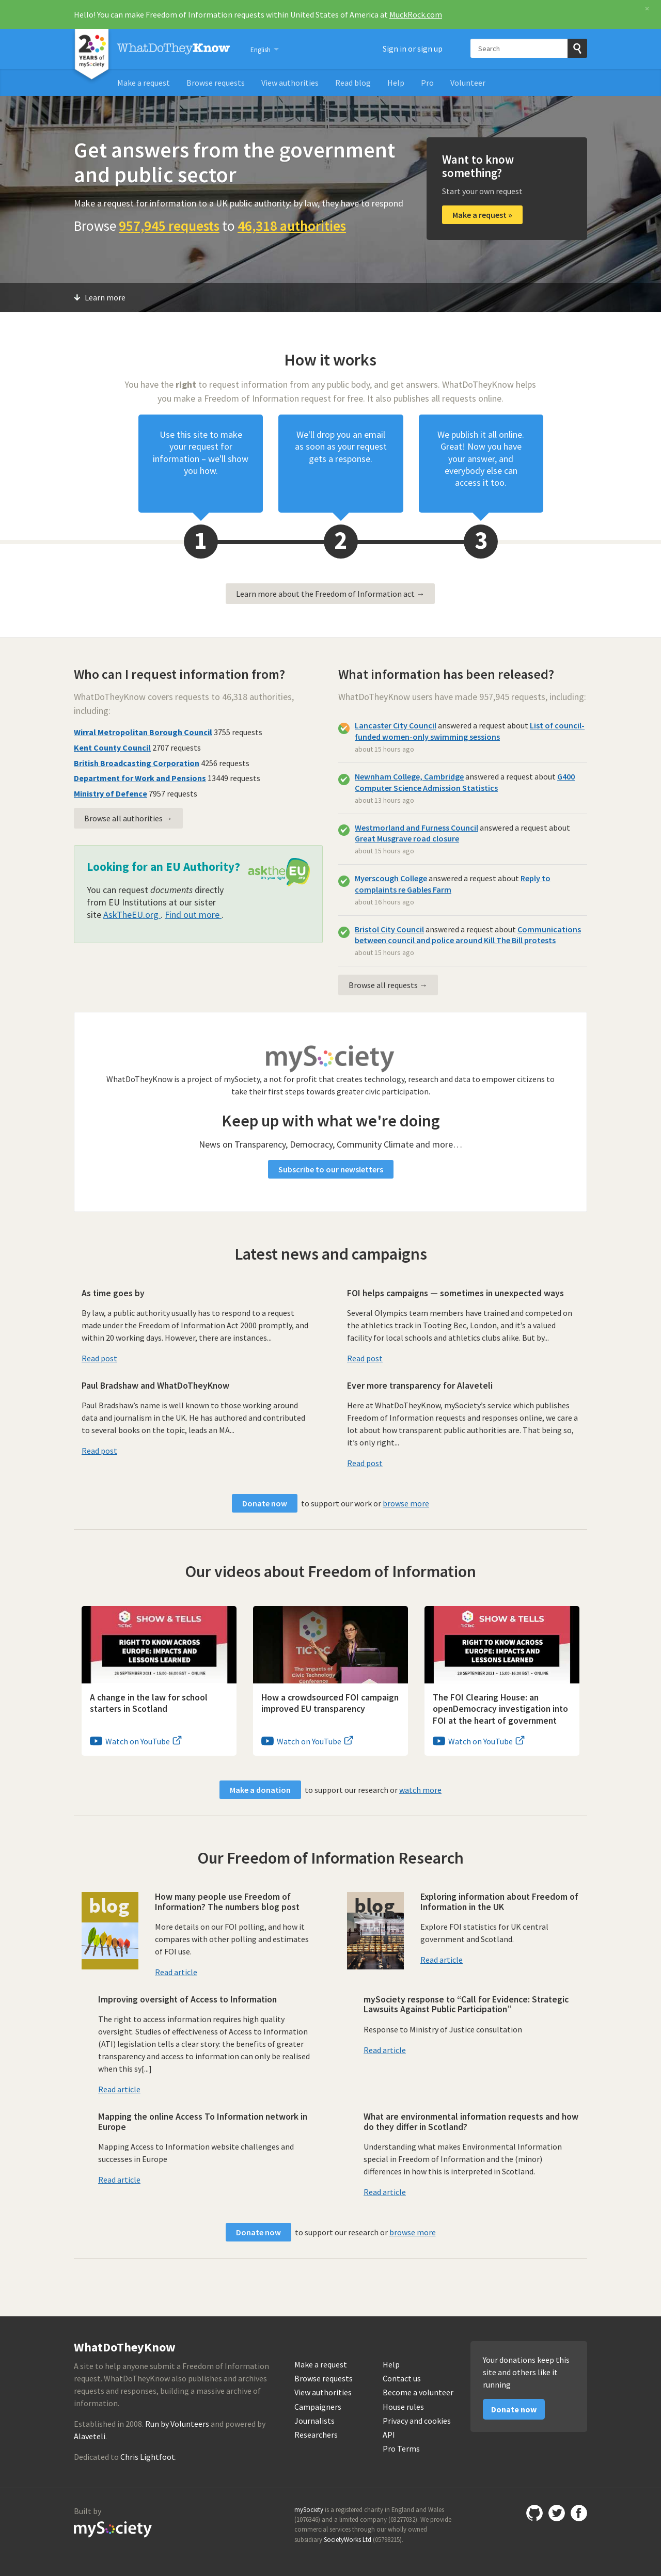 Hello! You can make Freedom of Information requests within United States of America at MuckRock.com
×
20
YEARS of
mySociety
WhatDoTheyKnow
English
Sign in or sign up
Search
Make a request
Browse requests
View authorities
Read blog
Help
Pro
Volunteer
Get answers from the government
and public sector
Make a request for information to a UK public authority: by law, they have to respond
Browse 957,945 requests to 46,318 authorities
Want to know
something?
Start your own request
Make a request »
Learn more
How it works
You have the right to request information from any public body, and get answers. WhatDoTheyKnow helps
you make a Freedom of Information request for free. It also publishes all requests online.
Use this site to make
your request for
information – we'll show
you how.
We'll drop you an email
as soon as your request
gets a response.
We publish it all online.
Great! Now you have
your answer, and
everybody else can
access it too.
1
2
3
Learn more about the Freedom of Information act →
Who can I request information from?
WhatDoTheyKnow covers requests to 46,318 authorities,
including:
Wirral Metropolitan Borough Council 3755 requests
Kent County Council 2707 requests
British Broadcasting Corporation 4256 requests
Department for Work and Pensions 13449 requests
Ministry of Defence 7957 requests
Browse all authorities →
Looking for an EU Authority?
asktheEU
it's your right
You can request documents directly
from EU Institutions at our sister
site AskTheEU.org . Find out more .
What information has been released?
WhatDoTheyKnow users have made 957,945 requests, including:
Lancaster City Council answered a request about List of council-
funded women-only swimming sessions
about 15 hours ago
Newnham College, Cambridge answered a request about G400
Computer Science Admission Statistics
about 13 hours ago
Westmorland and Furness Council answered a request about
Great Musgrave road closure
about 15 hours ago
Myerscough College answered a request about Reply to
complaints re Gables Farm
about 16 hours ago
Bristol City Council answered a request about Communications
between council and police around Kill The Bill protests
about 15 hours ago
Browse all requests →
mySociety
WhatDoTheyKnow is a project of mySociety, a not for profit that creates technology, research and data to empower citizens to
take their first steps towards greater civic participation.
Keep up with what we're doing
News on Transparency, Democracy, Community Climate and more…
Subscribe to our newsletters
Latest news and campaigns
As time goes by
By law, a public authority usually has to respond to a request
made under the Freedom of Information Act 2000 promptly, and
within 20 working days. However, there are instances...
Read post
FOI helps campaigns — sometimes in unexpected ways
Several Olympics team members have trained and competed on
the athletics track in Tooting Bec, London, and it's a valued
facility for local schools and athletics clubs alike. But by...
Read post
Paul Bradshaw and WhatDoTheyKnow
Paul Bradshaw's name is well known to those working around
data and journalism in the UK. He has authored and contributed
to several books on the topic, leads an MA...
Read post
Ever more transparency for Alaveteli
Here at WhatDoTheyKnow, mySociety's service which publishes
Freedom of Information requests and responses online, we care a
lot about how transparent public authorities are. That being so,
it's only right...
Read post
Donate now to support our work or browse more
Our videos about Freedom of Information
TICTeC SHOW & TELLS
RIGHT TO KNOW ACROSS
EUROPE: IMPACTS AND
LESSONS LEARNED
A change in the law for school
starters in Scotland
Watch on YouTube
TICTeC
The Impacts of
Civic Technology
Conference
How a crowdsourced FOI campaign
improved EU transparency
Watch on YouTube
TICTeC SHOW & TELLS
RIGHT TO KNOW ACROSS
EUROPE: IMPACTS AND
LESSONS LEARNED
The FOI Clearing House: an
openDemocracy investigation into
FOI at the heart of government
Watch on YouTube
Make a donation to support our research or watch more
Our Freedom of Information Research
blog
How many people use Freedom of
Information? The numbers blog post
More details on our FOI polling, and how it
compares with other polling and estimates
of FOI use.
Read article
blog
Exploring information about Freedom of
Information in the UK
Explore FOI statistics for UK central
government and Scotland.
Read article
Improving oversight of Access to Information
The right to access information requires high quality
oversight. Studies of effectiveness of Access to Information
(ATI) legislation tells a clear story: the benefits of greater
transparency and access to information can only be realised
when this sy[...]
Read article
mySociety response to “Call for Evidence: Strategic
Lawsuits Against Public Participation”
Response to Ministry of Justice consultation
Read article
Mapping the online Access To Information network in
Europe
Mapping Access to Information website challenges and
successes in Europe
Read article
What are environmental information requests and how
do they differ in Scotland?
Understanding what makes Environmental Information
special in Freedom of Information and the (minor)
differences in how this is interpreted in Scotland.
Read article
Donate now to support our research or browse more
WhatDoTheyKnow
A site to help anyone submit a Freedom of Information
request. WhatDoTheyKnow also publishes and archives
requests and responses, building a massive archive of
information.
Established in 2008. Run by Volunteers and powered by
Alaveteli.
Dedicated to Chris Lightfoot.
Make a request
Browse requests
View authorities
Campaigners
Journalists
Researchers
Help
Contact us
Become a volunteer
House rules
Privacy and cookies
API
Pro Terms
Your donations keep this
site and others like it
running
Donate now
Built by
mySociety
mySociety is a registered charity in England and Wales
(1076346) and a limited company (03277032). We provide
commercial services through our wholly owned
subsidiary SocietyWorks Ltd (05798215).